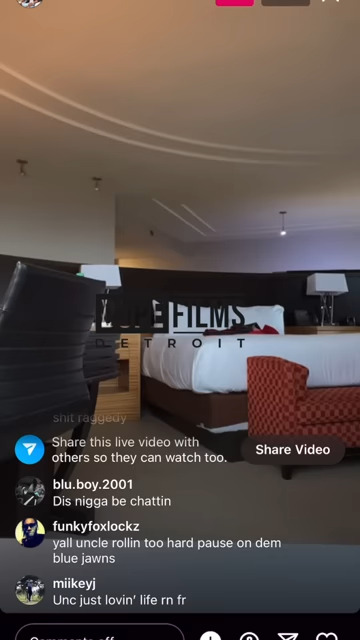 FILMS
DETROIT
shit raggedy
Share this live video with
others so they can watch too.
Share Video
blu.boy.2001
Dis nigga be chattin
funkyfoxlockz
yall uncle rollin too hard pause on dem
blue jawns
miikeyj
Unc just lovin’ life rn fr